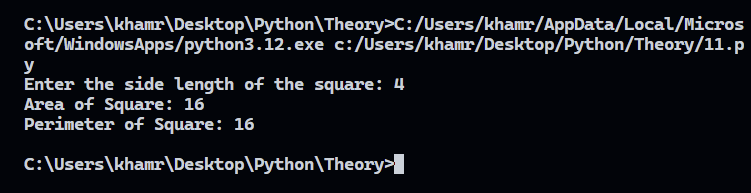 C:\Users\khamr\Desktop\Python\Theory>C:/Users/khamr/AppData/Local/Micros
oft/WindowsApps/python3.12.exe c:/Users/khamr/Desktop/Python/Theory/11.p
y
Enter the side length of the square: 4
Area of Square: 16
Perimeter of Square: 16
C:\Users\khamr\Desktop\Python\Theory>